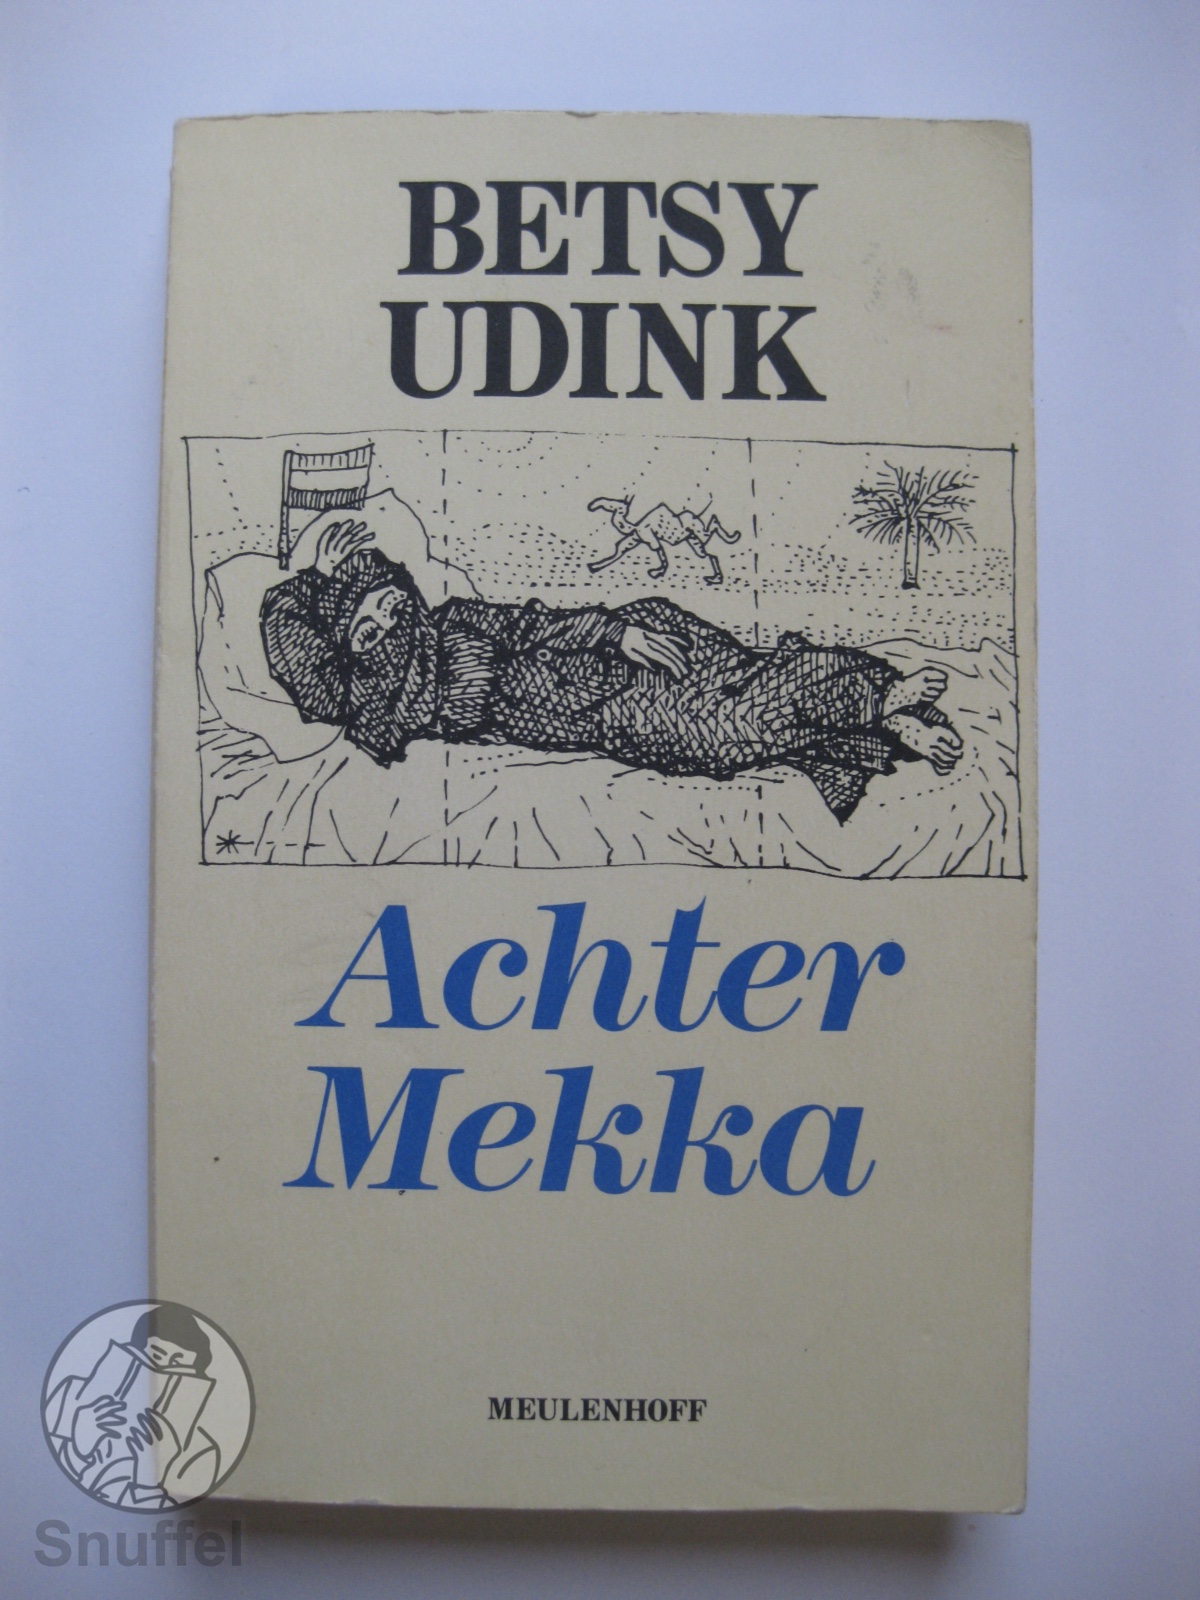 BETSY
UDINK
Achter
Mekka
MEULENHOFF
Snuffel